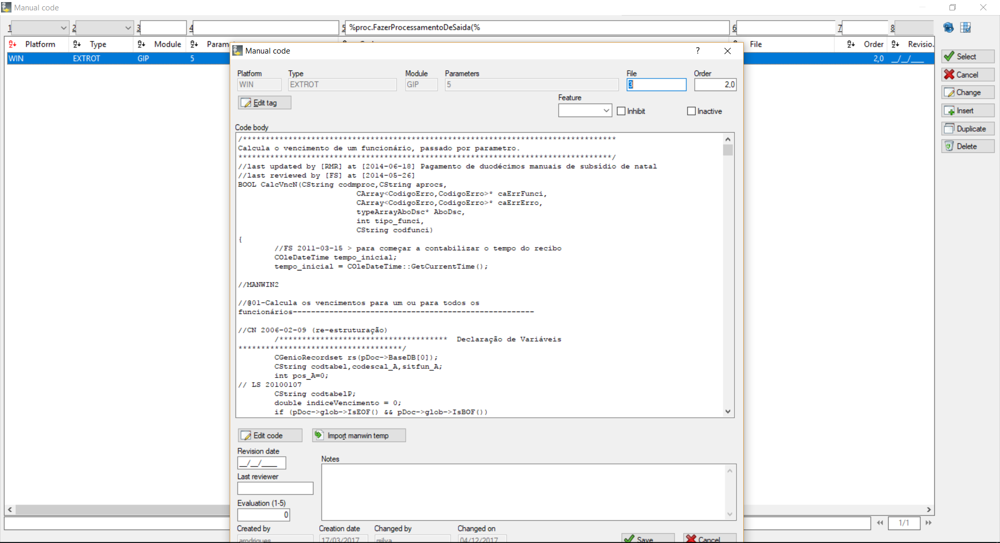 Manual code
1 2 3 4 5 %proc.FazerProcessamentoDeSaida(% 6 7 8
Platform Type Module Param File Order Revisio.
WIN EXTROT GIP 5 2,0 __/__/____
Select
Cancel
Change
Insert
Duplicate
Delete
Manual code ?
Platform Type Module Parameters File Order
WIN EXTROT GIP 5 3 2,0
Edit tag
Feature
Inhibit Inactive
Code body
/**********************************************************************************
Calcula o vencimento de um funcionário, passado por parametro.
**********************************************************************************/
//last updated by [RMR] at [2014-06-18] Pagamento de duodécimos manuais de subsídio de natal
//last reviewed by [FS] at [2014-05-26]
BOOL CalcVncN(CString codmproc,CString aprocs,
CArray<CodigoErro,CodigoErro>* caErrFunci,
CArray<CodigoErro,CodigoErro>* caErrErro,
typeArrayAboDsc* AboDsc,
int tipo_funci,
CString codfunci)
{
//FS 2011-03-15 > para começar a contabilizar o tempo do recibo
COleDateTime tempo_inicial;
tempo_inicial = COleDateTime::GetCurrentTime();
//MANWIN2
//@01-Calcula os vencimentos para um ou para todos os
funcionários-----------------------------------------------------
//CN 2006-02-09 (re-estruturação)
/************************************* Declaração de Variáveis
************************************/
CGenioRecordset rs(pDoc->BaseDB[0]);
CString codtabel,codescal_A,sitfun_A;
int pos_A=0;
// LS 20100107
CString codtabelP;
double indiceVencimento = 0;
if (pDoc->glob->IsEOF() && pDoc->glob->IsBOF())
Edit code Import manwin temp
Revision date
__/__/____
Notes
Last reviewer
Evaluation (1-5)
0
1/1
Created by Creation date Changed by Changed on
arodrigues 17/03/2017 rsilva 04/12/2017 Save Cancel